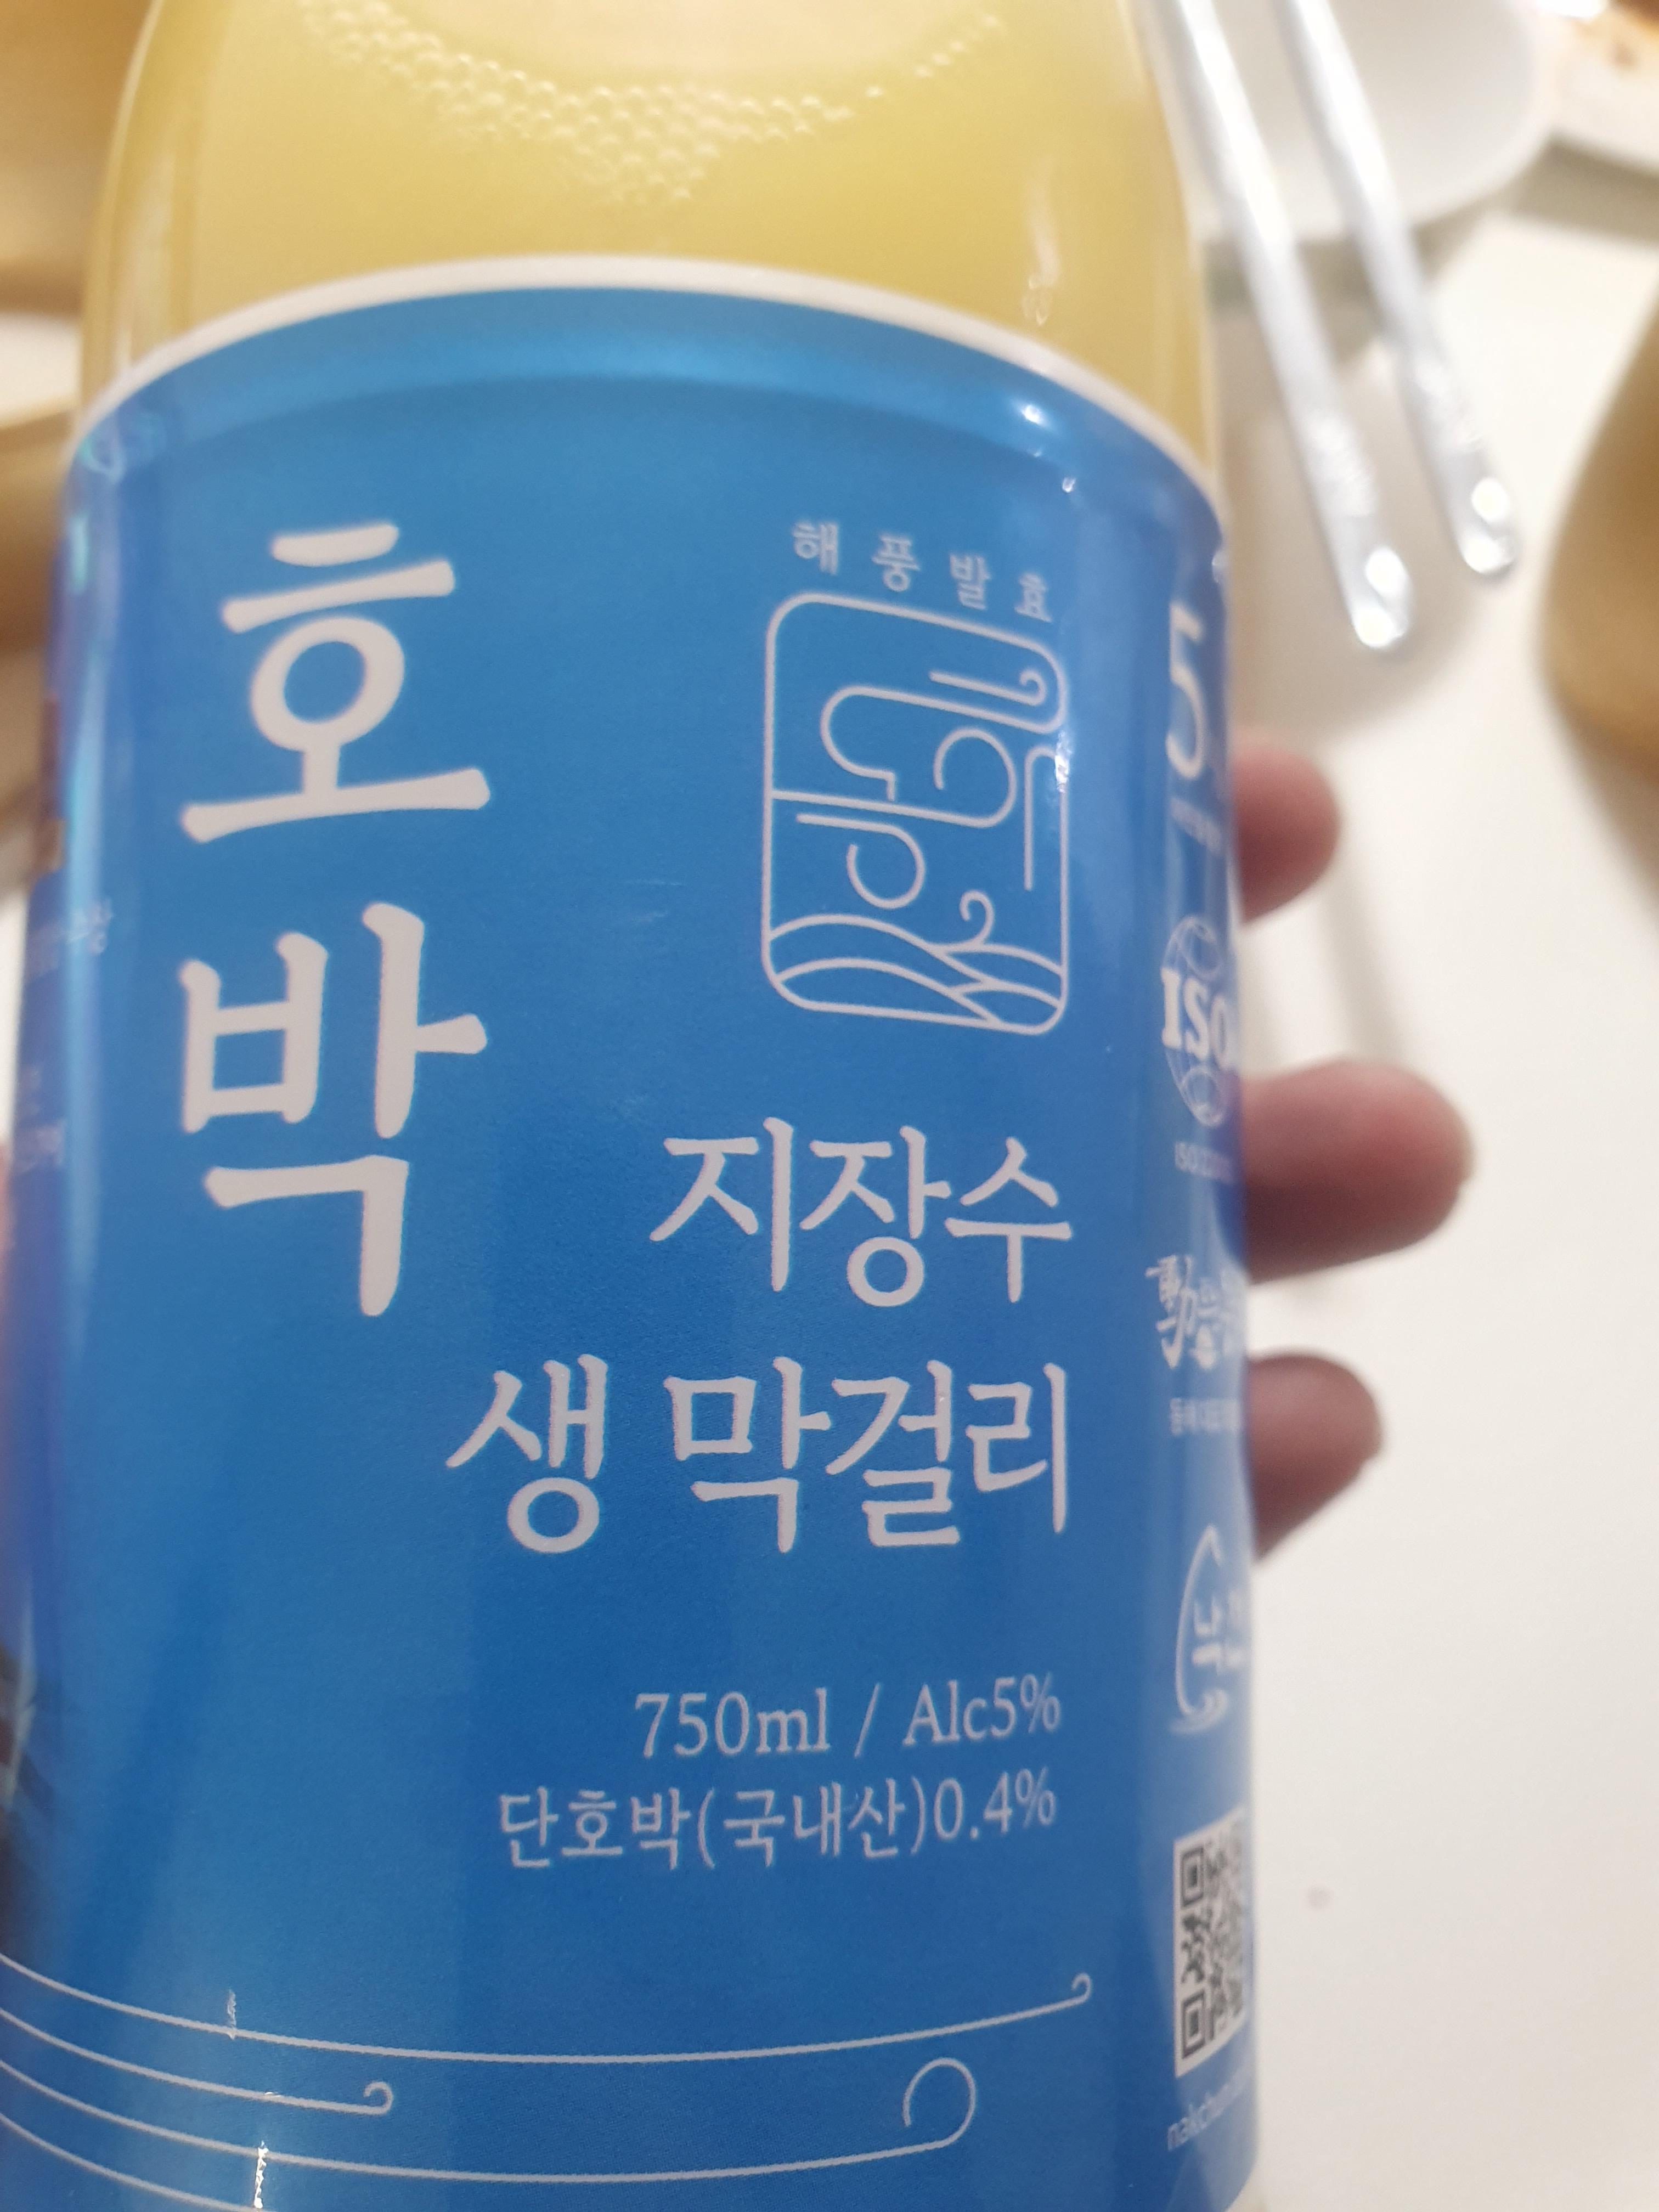 호박
해풍발효
지장수
생 막걸리
750ml / Alc5%
단호박(국내산)0.4%
ISO